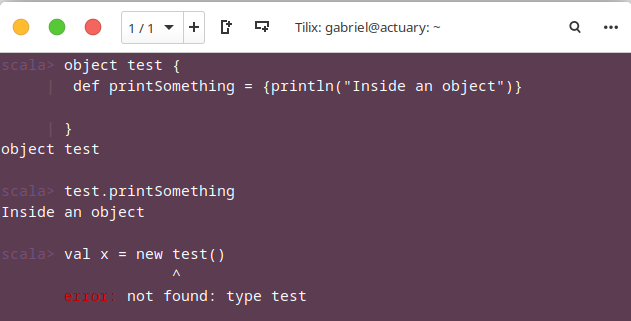 1 / 1
Tilix: gabriel@actuary: ~
scala> object test {
     |  def printSomething = {println("Inside an object")}
     | }
object test
scala> test.printSomething
Inside an object
scala> val x = new test()
                   ^
       error: not found: type test